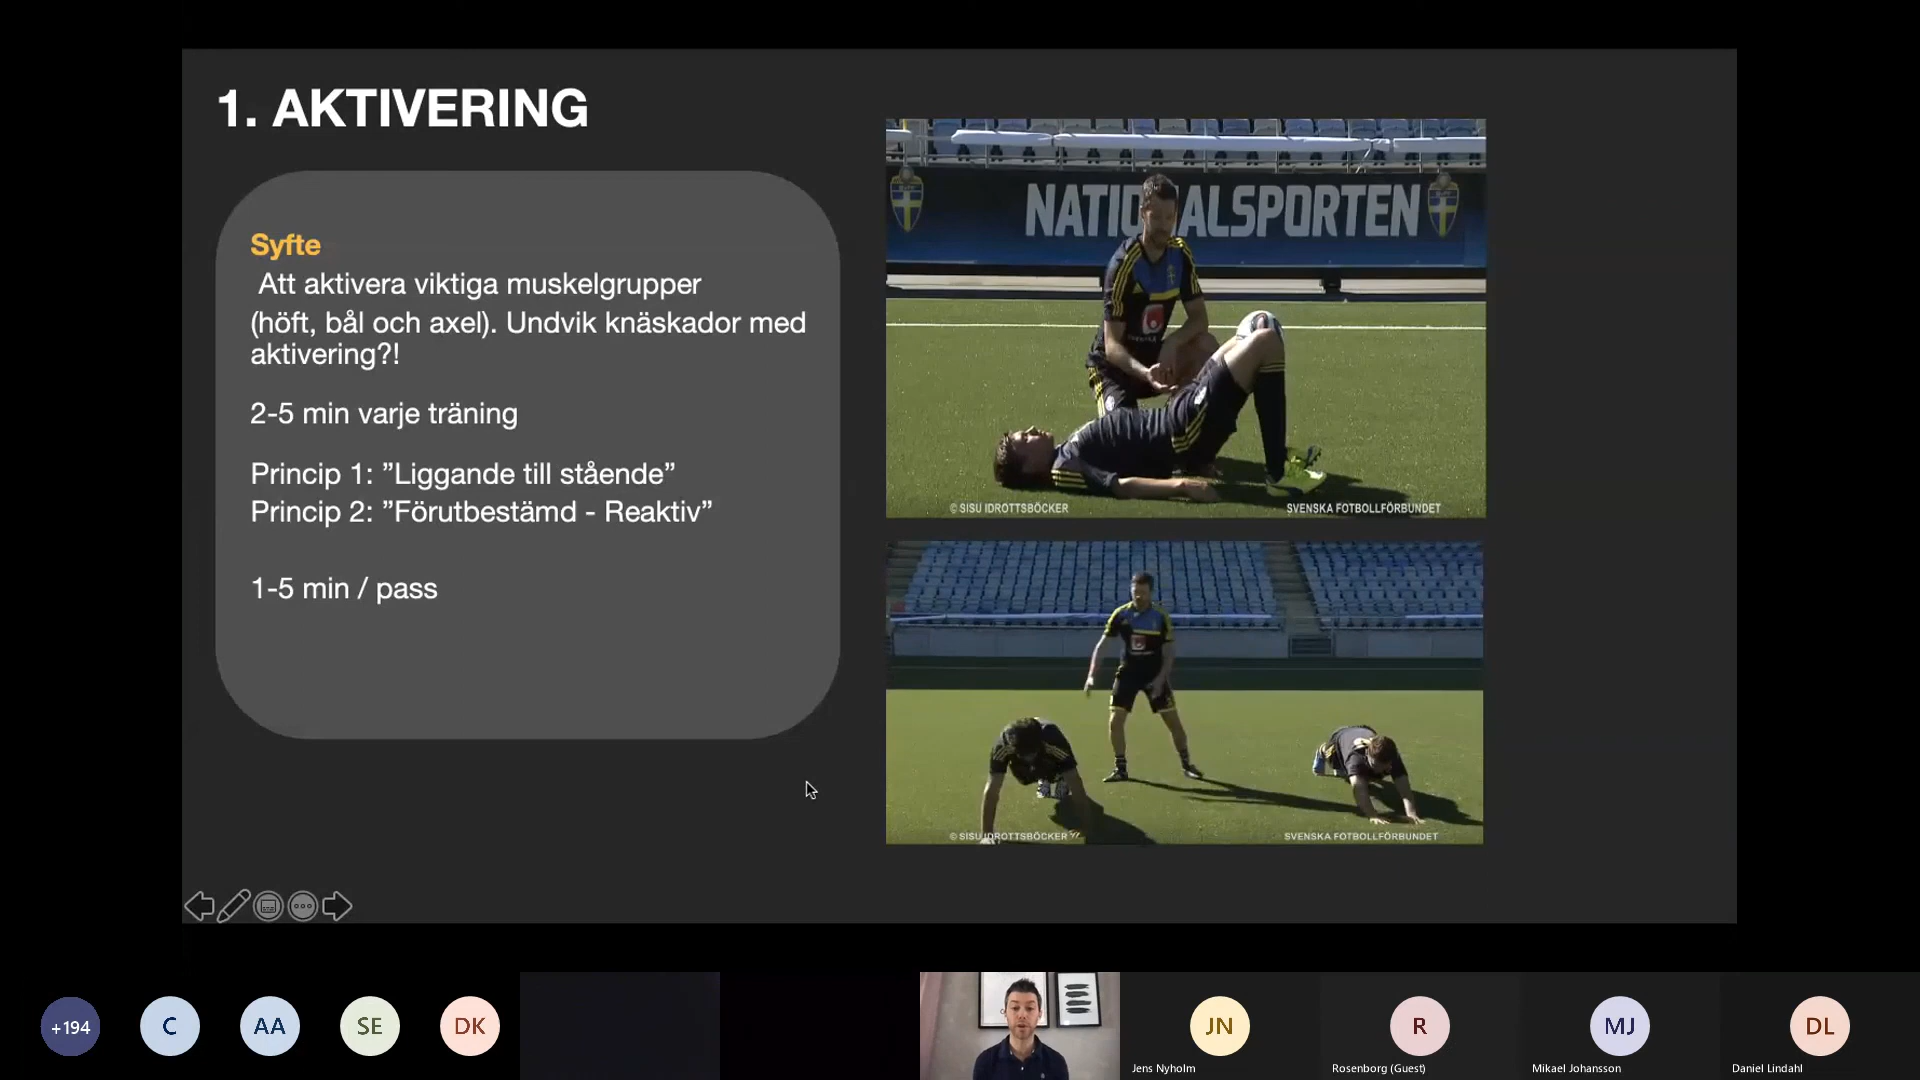 1. AKTIVERING
Syfte
Att aktivera viktiga muskelgrupper
(höft, bål och axel). Undvik knäskador med
aktivering?!
2-5 min varje träning
Princip 1: ”Liggande till stående”
Princip 2: ”Förutbestämd - Reaktiv”
1-5 min / pass
NATIO ALSPORTEN
© SISU IDROTTSBÖCKER
SVENSKA FOTBOLLFÖRBUNDET
© SISU IDROTTSBÖCKER
SVENSKA FOTBOLLFÖRBUNDET
+194
C
AA
SE
DK
JN
R
MJ
DL
Jens Nyholm
Rosenborg (Guest)
Mikael Johansson
Daniel Lindahl